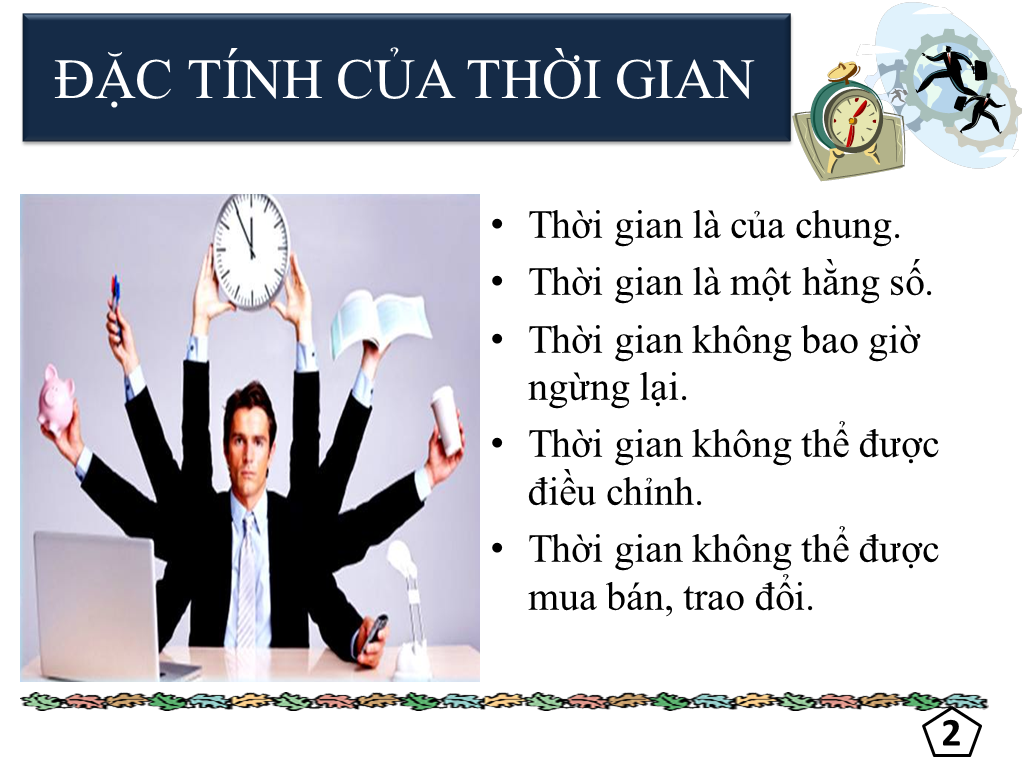 ĐẶC TÍNH CỦA THỜI GIAN
• Thời gian là của chung.
• Thời gian là một hằng số.
• Thời gian không bao giờ
ngừng lại.
• Thời gian không thể được
điều chỉnh.
• Thời gian không thể được
mua bán, trao đổi.
2